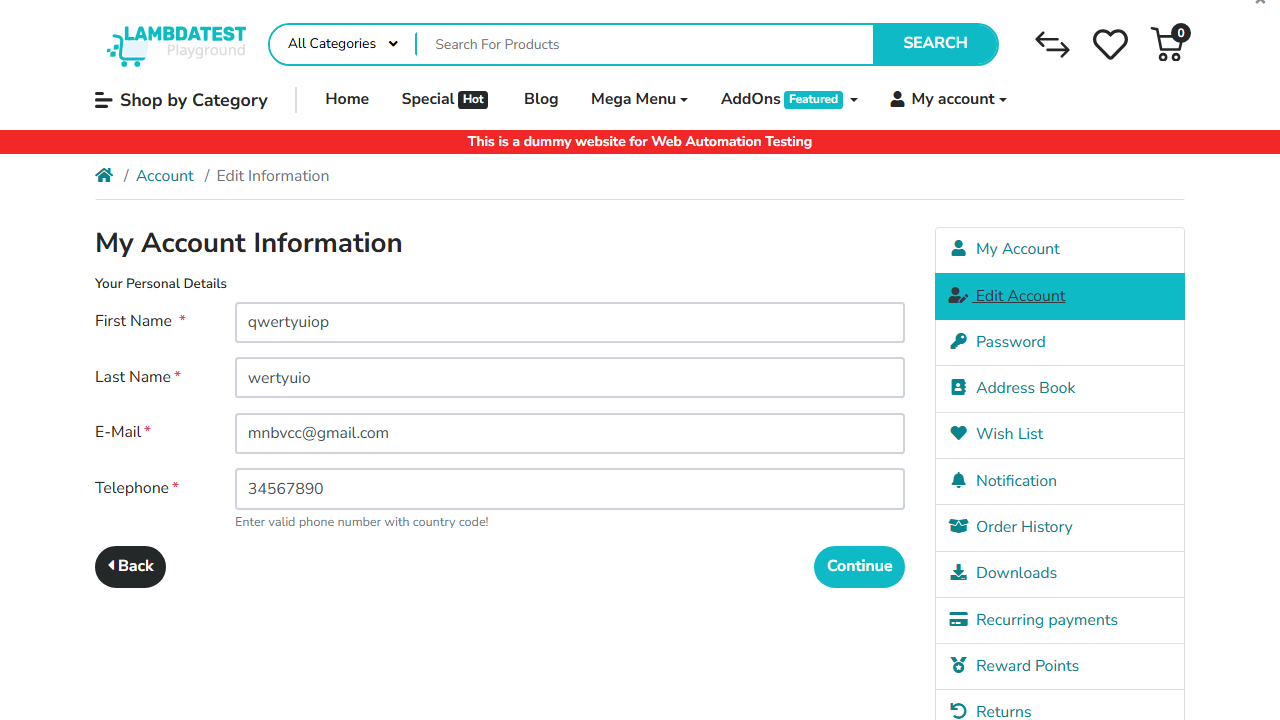 LAMBDATEST
Playground
All Categories
Search For Products
SEARCH
0
Shop by Category
Home
Special Hot
Blog
Mega Menu
AddOns Featured
My account
This is a dummy website for Web Automation Testing
/ Account / Edit Information
My Account Information
Your Personal Details
First Name *
qwertyuiop
Last Name *
wertyuio
E-Mail *
mnbvcc@gmail.com
Telephone *
34567890
Enter valid phone number with country code!
Back
Continue
My Account
Edit Account
Password
Address Book
Wish List
Notification
Order History
Downloads
Recurring payments
Reward Points
Returns